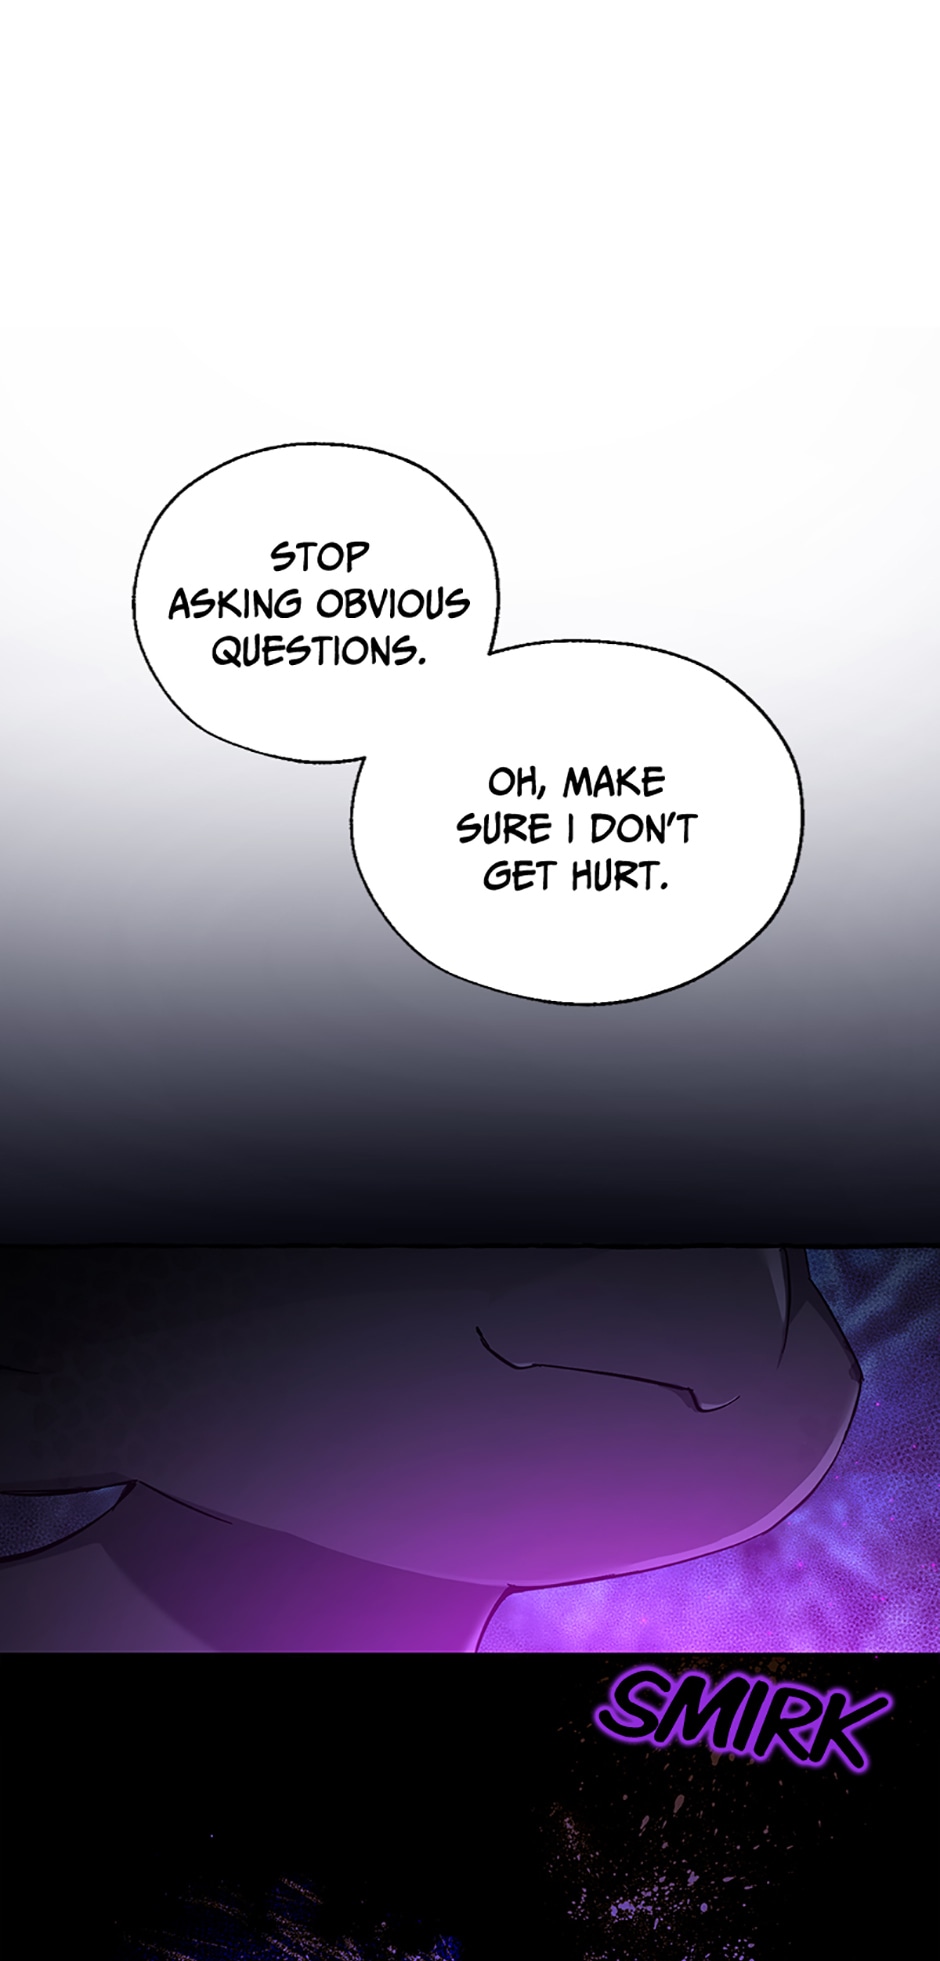 STOP
ASKING OBVIOUS
QUESTIONS.
OH, MAKE
SURE I DON'T
GET HURT.
SMIRK